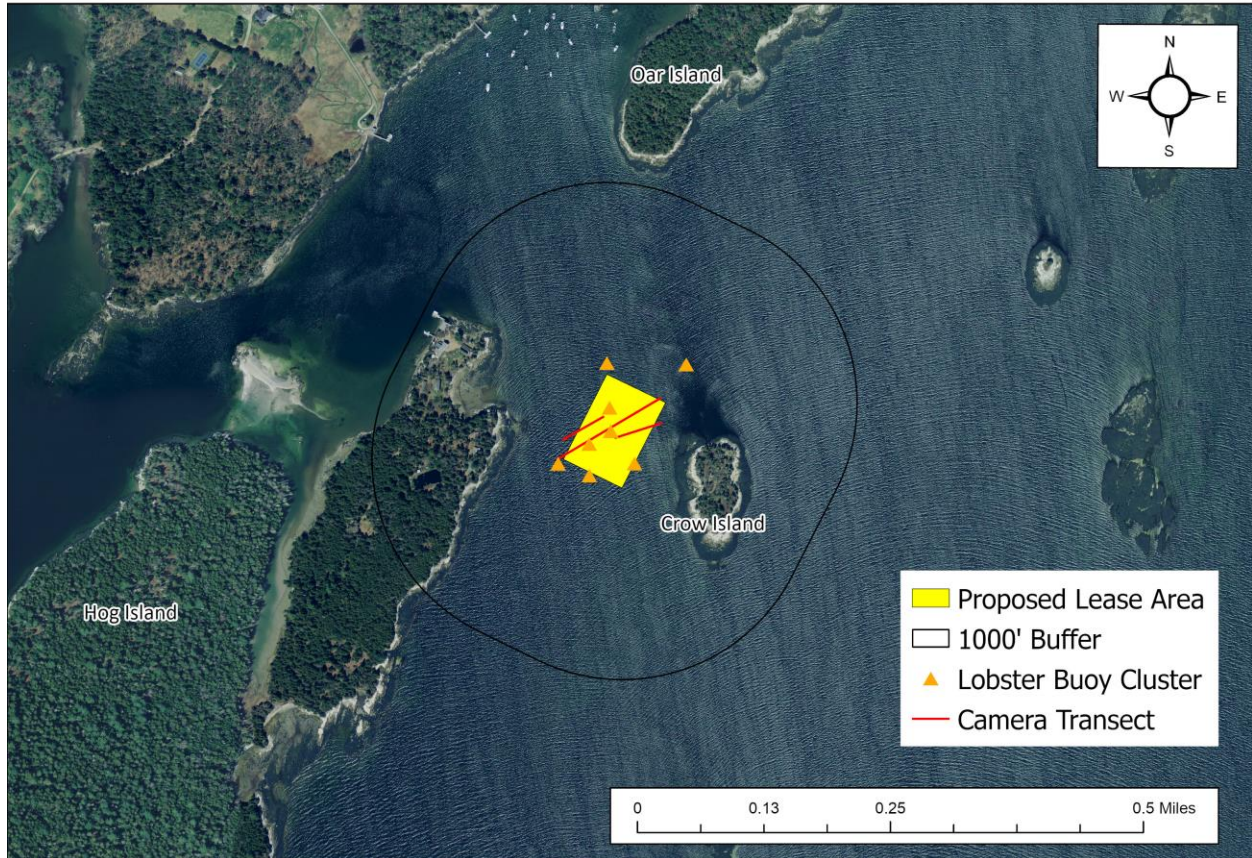 Oar Island
N
W
E
S
Crow Island
Hog Island
Proposed Lease Area
1000' Buffer
Lobster Buoy Cluster
Camera Transect
0
0.13
0.25
0.5 Miles